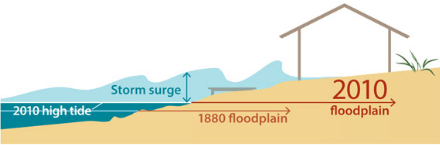 Storm surge
2010
2010 high tide
floodplain
1880 floodplain